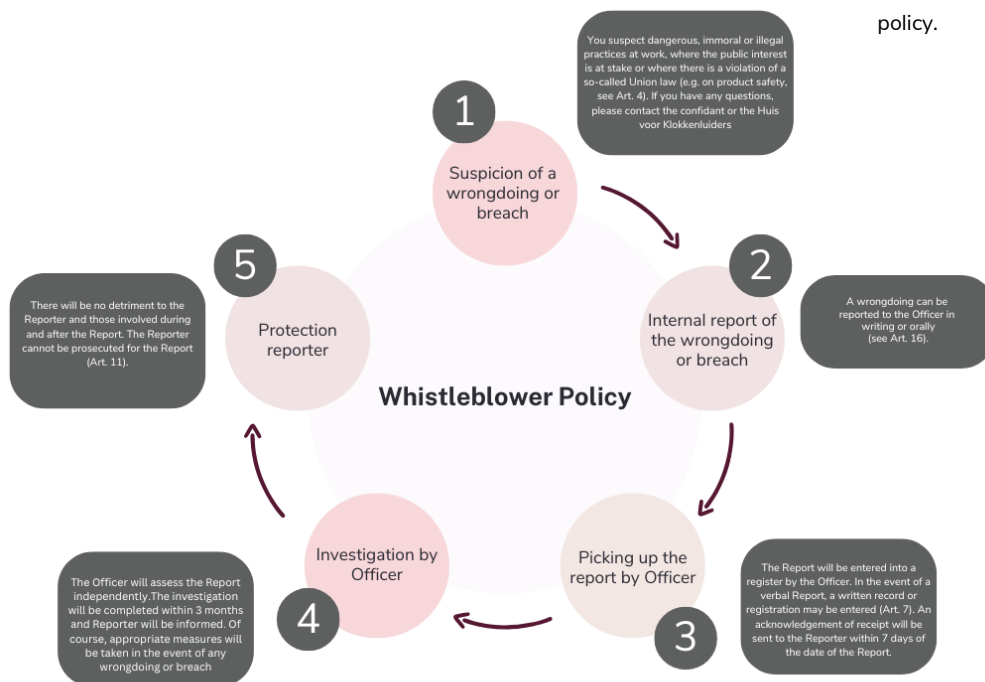 policy.
1
You suspect dangerous, immoral or illegal
practices at work, where the public interest
is at stake or where there is a violation of a
so-called Union law (e.g. on product safety,
see Art. 4). If you have any questions,
please contact the confidant or the Huis
voor Klokkenluiders
Suspicion of a
wrongdoing or
breach
2
Internal report of
the wrongdoing
or breach
A wrongdoing can be
reported to the Officer in
writing or orally
(see Art. 16).
5
Protection
reporter
There will be no detriment to the
Reporter and those involved during
and after the Report. The Reporter
cannot be prosecuted for the Report
(Art. 11).
Whistleblower Policy
Picking up the
report by Officer
3
The Report will be entered into a
register by the Officer. In the event of a
verbal Report, a written record or
registration may be entered (Art. 7). An
acknowledgement of receipt will be
sent to the Reporter within 7 days of
the date of the Report.
Investigation by
Officer
4
The Officer will assess the Report
independently.The investigation
will be completed within 3 months
and Reporter will be informed. Of
course, appropriate measures will
be taken in the event of any
wrongdoing or breach